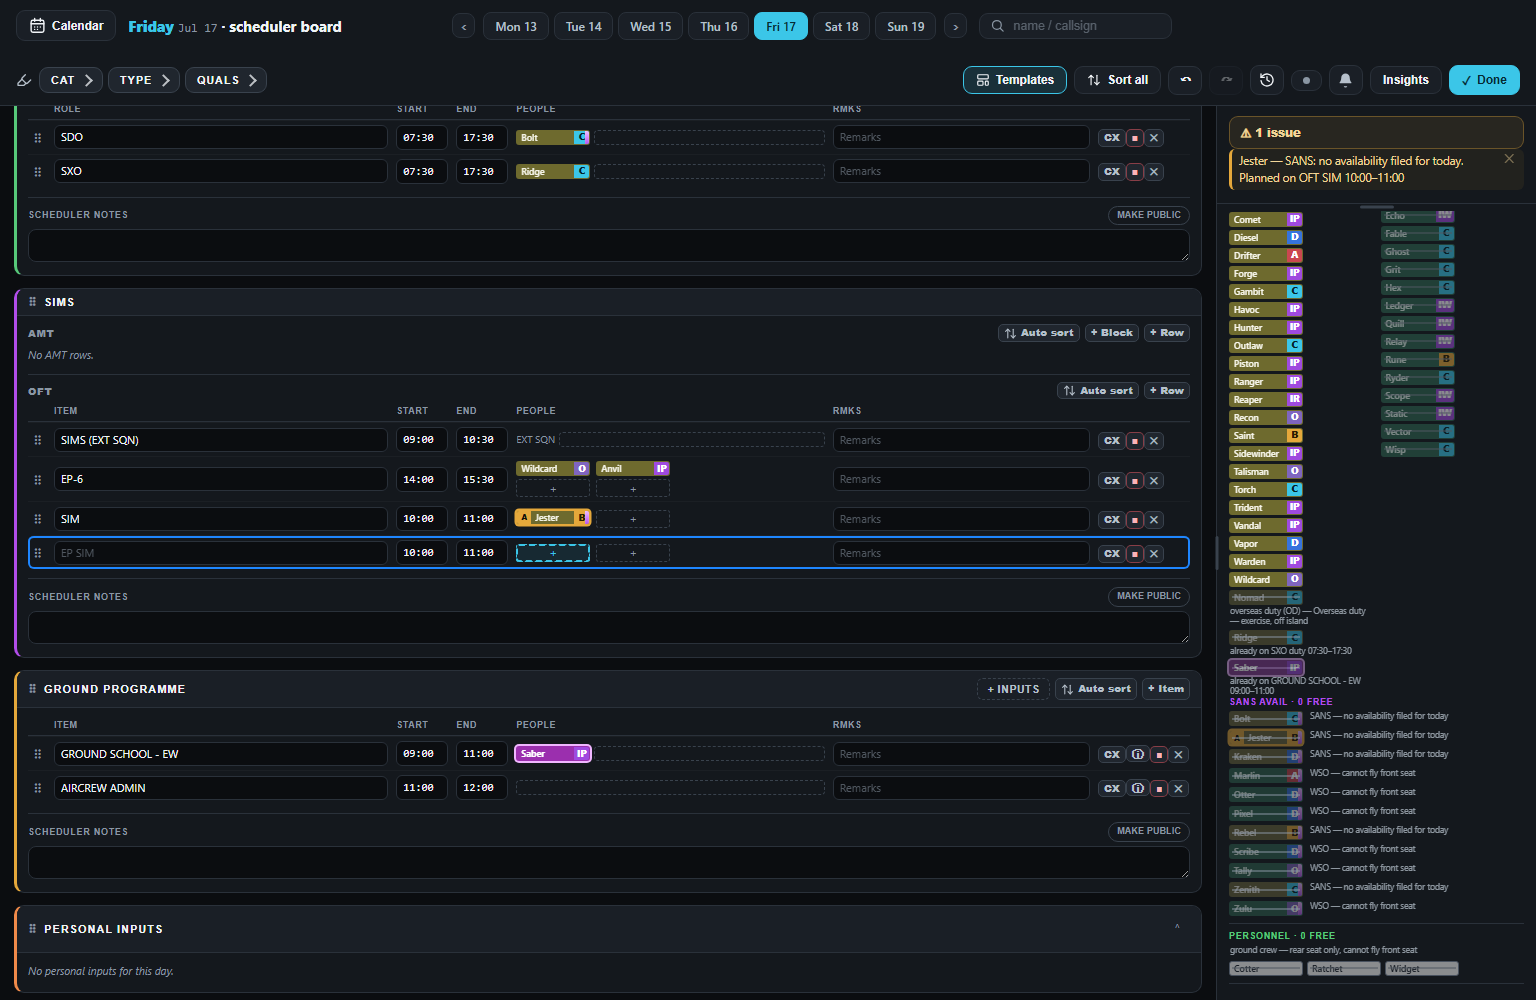 Calendar
Friday Jul 17 · scheduler board
‹
Mon 13
Tue 14
Wed 15
Thu 16
Fri 17
Sat 18
Sun 19
›
name / callsign
CAT
TYPE
QUALS
Templates
Sort all
Insights
✓ Done
ROLE START END PEOPLE RMKS
SDO 07:30 17:30 Bolt C Remarks CX ✕
SXO 07:30 17:30 Ridge C Remarks CX ✕
SCHEDULER NOTES
MAKE PUBLIC
SIMS
AMT
Auto sort + Block + Row
No AMT rows.
OFT
Auto sort + Row
ITEM START END PEOPLE RMKS
SIMS (EXT SQN) 09:00 10:30 EXT SQN Remarks CX ✕
EP-6 14:00 15:30 Wildcard O Anvil IP + + Remarks CX ✕
SIM 10:00 11:00 A Jester B + Remarks CX ✕
EP SIM 10:00 11:00 + + Remarks CX ✕
SCHEDULER NOTES
MAKE PUBLIC
GROUND PROGRAMME
+ INPUTS Auto sort + Item
ITEM START END PEOPLE RMKS
GROUND SCHOOL - EW 09:00 11:00 Saber IP Remarks CX ✕
AIRCREW ADMIN 11:00 12:00 Remarks CX ✕
SCHEDULER NOTES
MAKE PUBLIC
PERSONAL INPUTS
^
No personal inputs for this day.
⚠ 1 issue
Jester — SANS: no availability filed for today.
Planned on OFT SIM 10:00–11:00
Comet IP
Diesel D
Drifter A
Forge IP
Gambit C
Havoc IP
Hunter IP
Outlaw C
Piston IP
Ranger IP
Reaper IR
Recon O
Saint B
Sidewinder IP
Talisman O
Torch C
Trident IP
Vandal IP
Vapor D
Warden IP
Wildcard O
Nomad C
overseas duty (OD) — Overseas duty
— exercise, off island
Ridge C
already on SXO duty 07:30–17:30
Saber IP
already on GROUND SCHOOL - EW
09:00–11:00
Echo
Fable C
Ghost C
Grit C
Hex C
Ledger
Quill
Relay
Rune B
Ryder C
Scope
Static
Vector C
Wisp C
SANS AVAIL · 0 FREE
Bolt C SANS — no availability filed for today
A Jester B SANS — no availability filed for today
Kraken D SANS — no availability filed for today
Marlin A WSO — cannot fly front seat
Otter D WSO — cannot fly front seat
Pixel D WSO — cannot fly front seat
Rebel B SANS — no availability filed for today
Scribe D WSO — cannot fly front seat
Tally O WSO — cannot fly front seat
Zenith C SANS — no availability filed for today
Zulu O WSO — cannot fly front seat
PERSONNEL · 0 FREE
ground crew — rear seat only, cannot fly front seat
Cotter
Ratchet
Widget